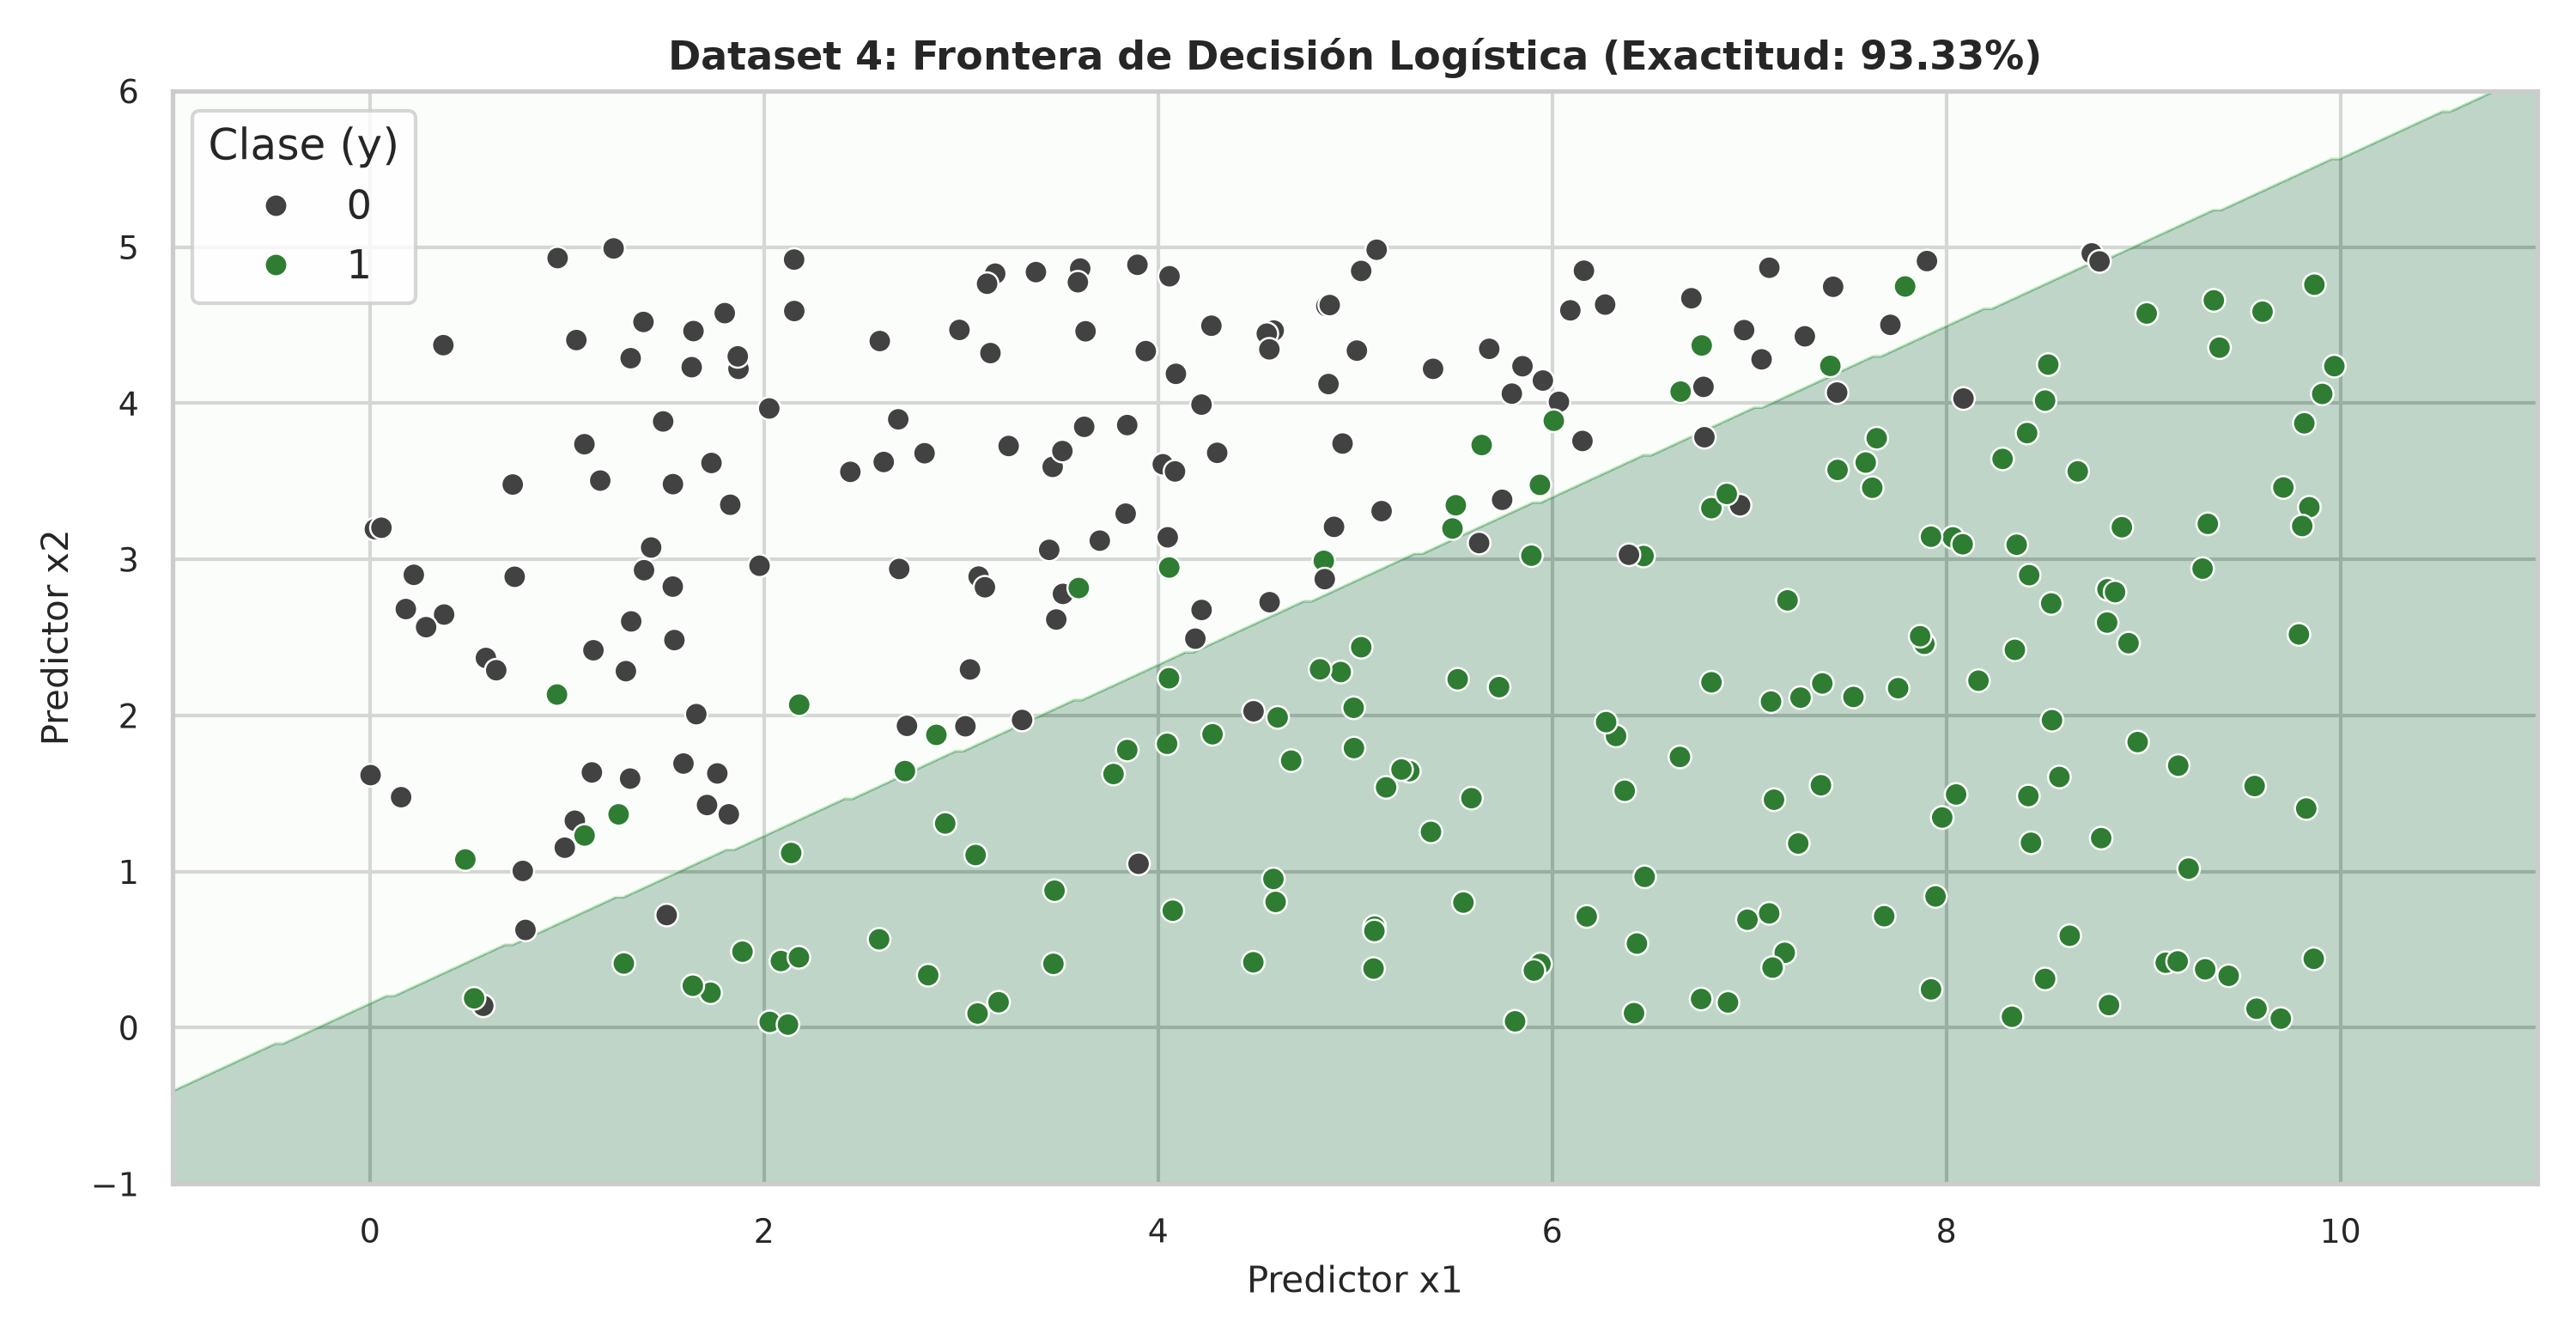 Dataset 4: Frontera de Decisión Logística (Exactitud: 93.33%)
6
5
4
3
2
1
0
−1
Predictor x2
Clase (y)
0
1
0 2 4 6 8 10
Predictor x1